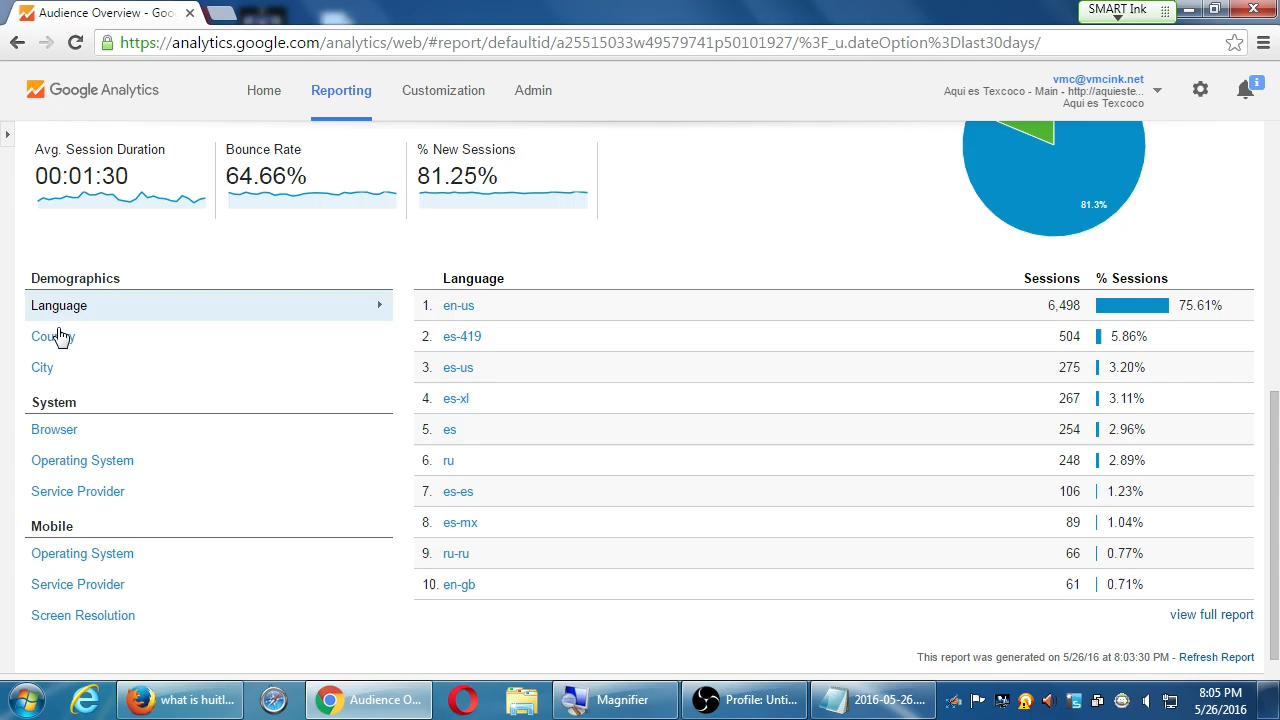 Audience Overview - Goo
SMART Ink
https://analytics.google.com/analytics/web/#report/defaultid/a25515033w49579741p50101927/%3F_u.dateOption%3Dlast30days/
Google Analytics
Home
Reporting
Customization
Admin
vmc@vmcink.net
Aqui es Texcoco - Main - http://aquieste...
Aqui es Texcoco
Avg. Session Duration
Bounce Rate
% New Sessions
00:01:30
64.66%
81.25%
81.3%
Demographics
Language
Sessions
% Sessions
Language
1. en-us 6,498 75.61%
Country
2. es-419 504 5.86%
City
3. es-us 275 3.20%
System
4. es-xl 267 3.11%
Browser
5. es 254 2.96%
Operating System
6. ru 248 2.89%
Service Provider
7. es-es 106 1.23%
Mobile
8. es-mx 89 1.04%
Operating System
9. ru-ru 66 0.77%
Service Provider
10. en-gb 61 0.71%
Screen Resolution
view full report
This report was generated on 5/26/16 at 8:03:30 PM - Refresh Report
what is huitl...
Audience O...
Magnifier
Profile: Unti...
2016-05-26....
8:05 PM
5/26/2016